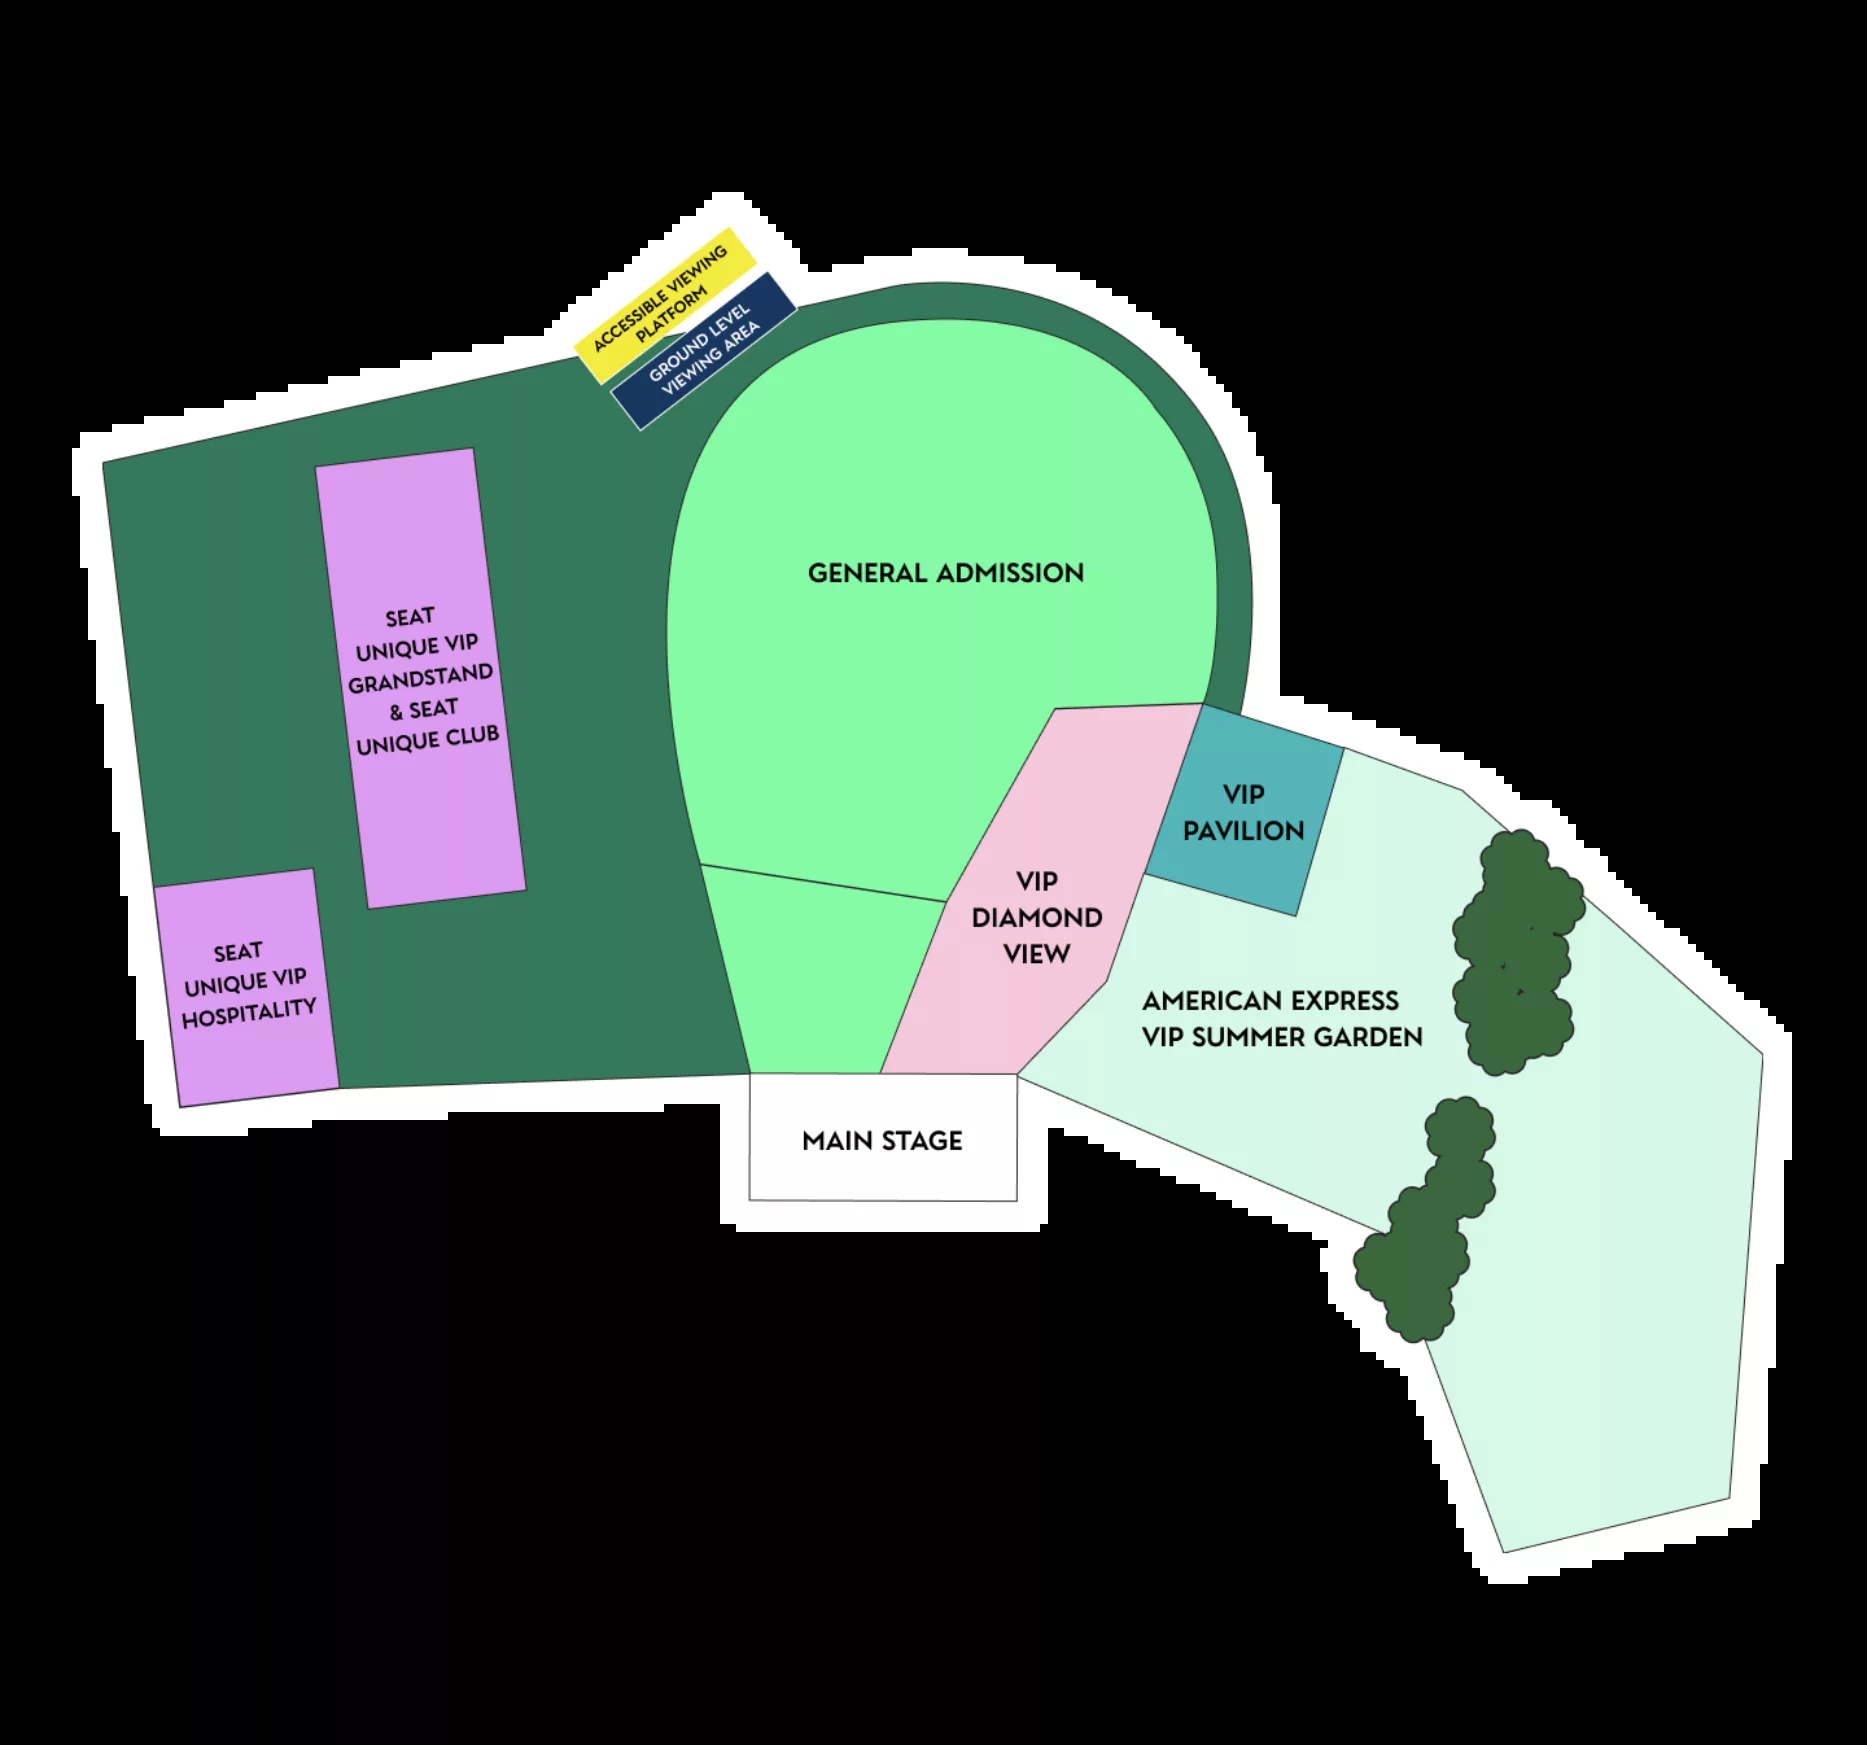 ACCESSIBLE VIEWING
PLATFORM
GROUND LEVEL
VIEWING AREA
GENERAL ADMISSION
SEAT
UNIQUE VIP
GRANDSTAND
& SEAT
UNIQUE CLUB
VIP
PAVILION
VIP
DIAMOND
VIEW
SEAT
UNIQUE VIP
HOSPITALITY
AMERICAN EXPRESS
VIP SUMMER GARDEN
MAIN STAGE